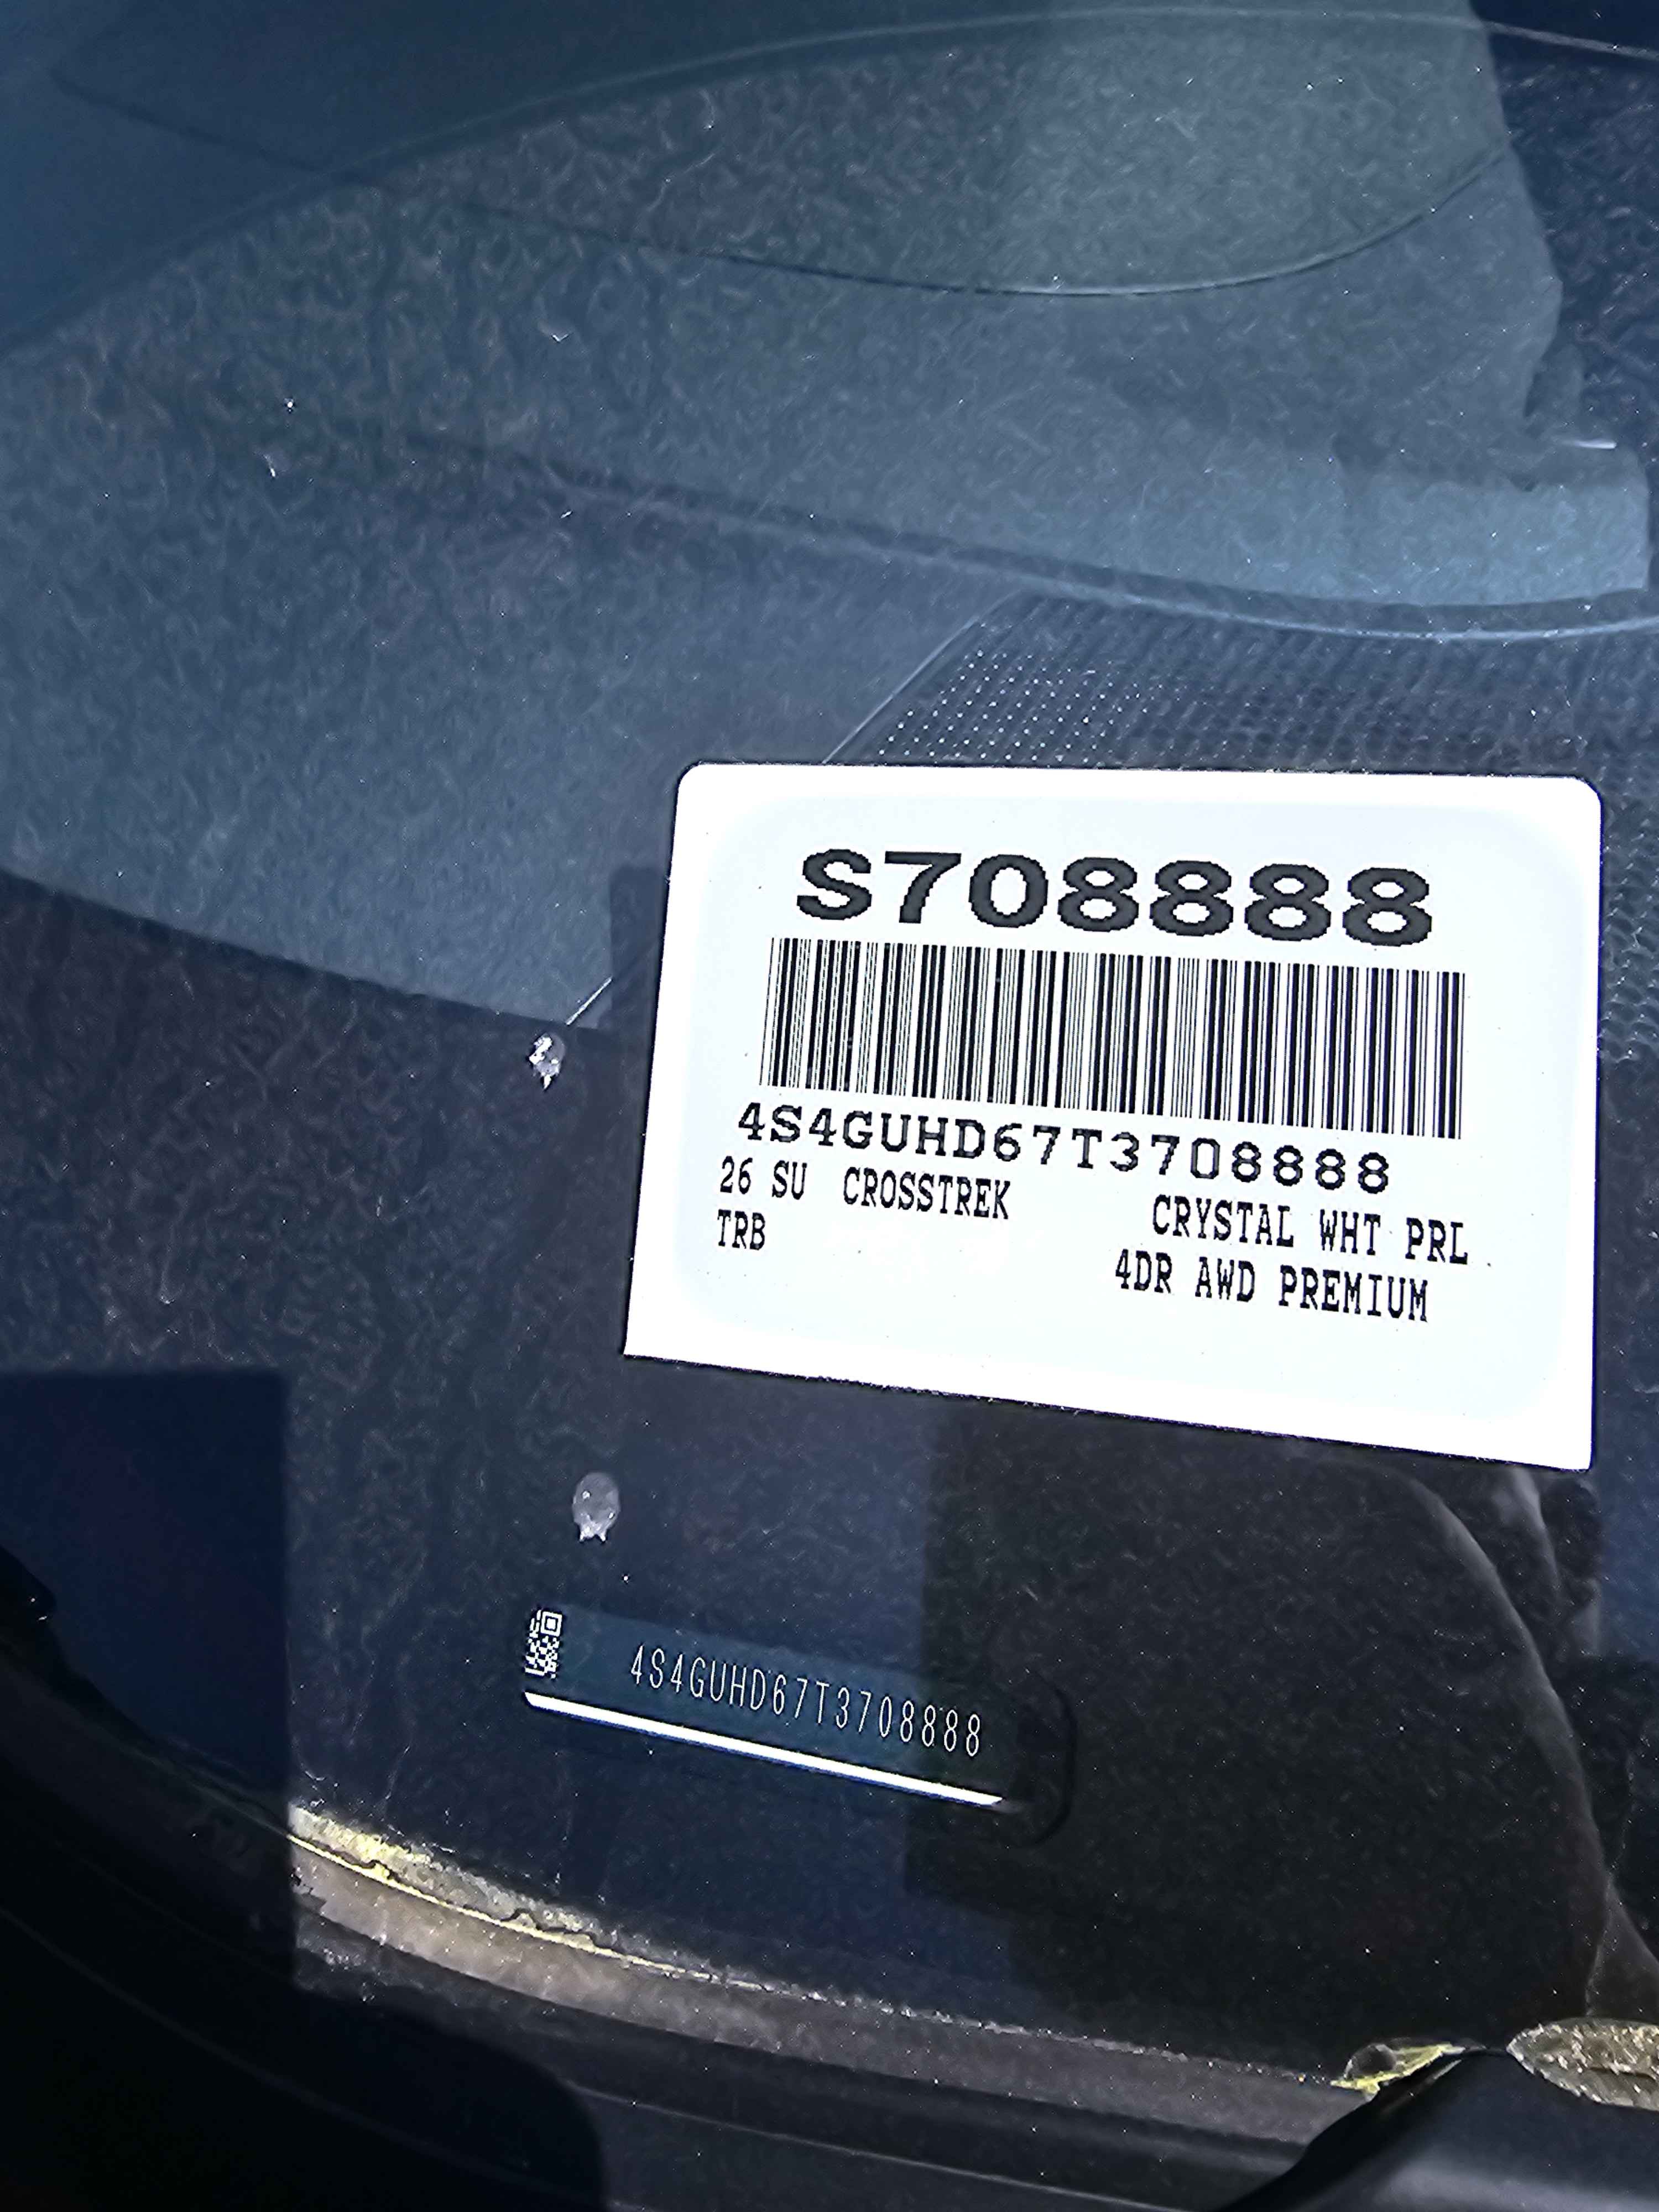 S708888
4S4GUHD67T3708888
26 SU CROSSTREK CRYSTAL WHT PRL
TRB 4DR AWD PREMIUM
4S4GUHD67T3708888